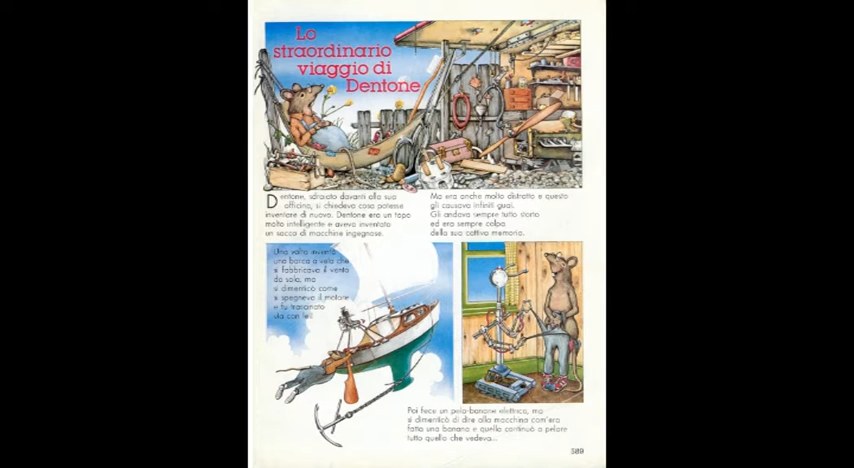 Lo
straordinario
viaggio di
Dentone
Dentone, sdraiato davanti alla sua
officina, si chiedeva cosa potesse
inventare di nuovo. Dentone era un topo
molto intelligente e aveva inventato
un sacco di macchine ingegnose.
Ma era anche molto distratto e questo
gli causava infiniti guai.
Gli andava sempre tutto storto
ed era sempre colpa
della sua cattiva memoria.
Una volta inventò
una barca a vela che
si fabbricava il vento
da sola, ma
si dimenticò come
si spegneva il motore
e fu trascinato
via con lei!
Poi fece un pela-banane elettrico, ma
si dimenticò di dire alla macchina com'era
fatta una banana e quella continuò a pelare
tutto quello che vedeva...
589